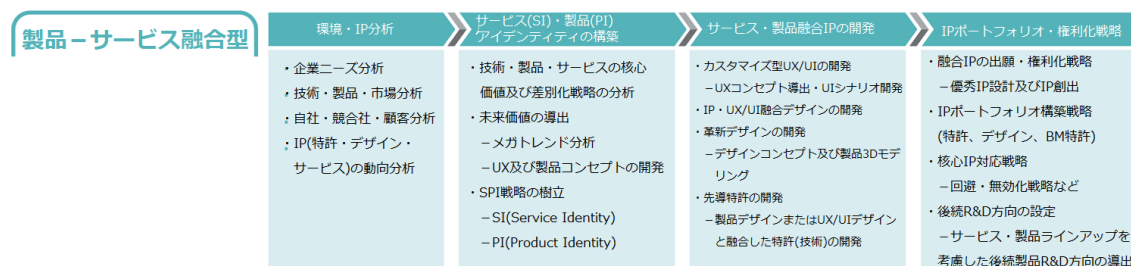 製品－サービス融合型
環境・IP分析
・企業ニーズ分析
・技術・製品・市場分析
・自社・競合社・顧客分析
・IP(特許・デザイン・
サービス)の動向分析
サービス(SI)・製品(PI)
アイデンティティの構築
・技術・製品・サービスの核心
価値及び差別化戦略の分析
・未来価値の導出
－メガトレンド分析
－UX及び製品コンセプトの開発
・SPI戦略の樹立
－SI(Service Identity)
－PI(Product Identity)
サービス・製品融合IPの開発
・カスタマイズ型UX/UIの開発
－UXコンセプト導出・UIシナリオ開発
・IP・UX/UI融合デザインの開発
・革新デザインの開発
－デザインコンセプト及び製品3Dモデ
リング
・先導特許の開発
－製品デザインまたはUX/UIデザイン
と融合した特許(技術)の開発
IPポートフォリオ・権利化戦略
・融合IPの出願・権利化戦略
－優秀IP設計及びIP創出
・IPポートフォリオ構築戦略
(特許、デザイン、BM特許)
・核心IP対応戦略
－回避・無効化戦略など
・後続R&D方向の設定
－サービス・製品ラインアップを
考慮した後続製品R&D方向の導出